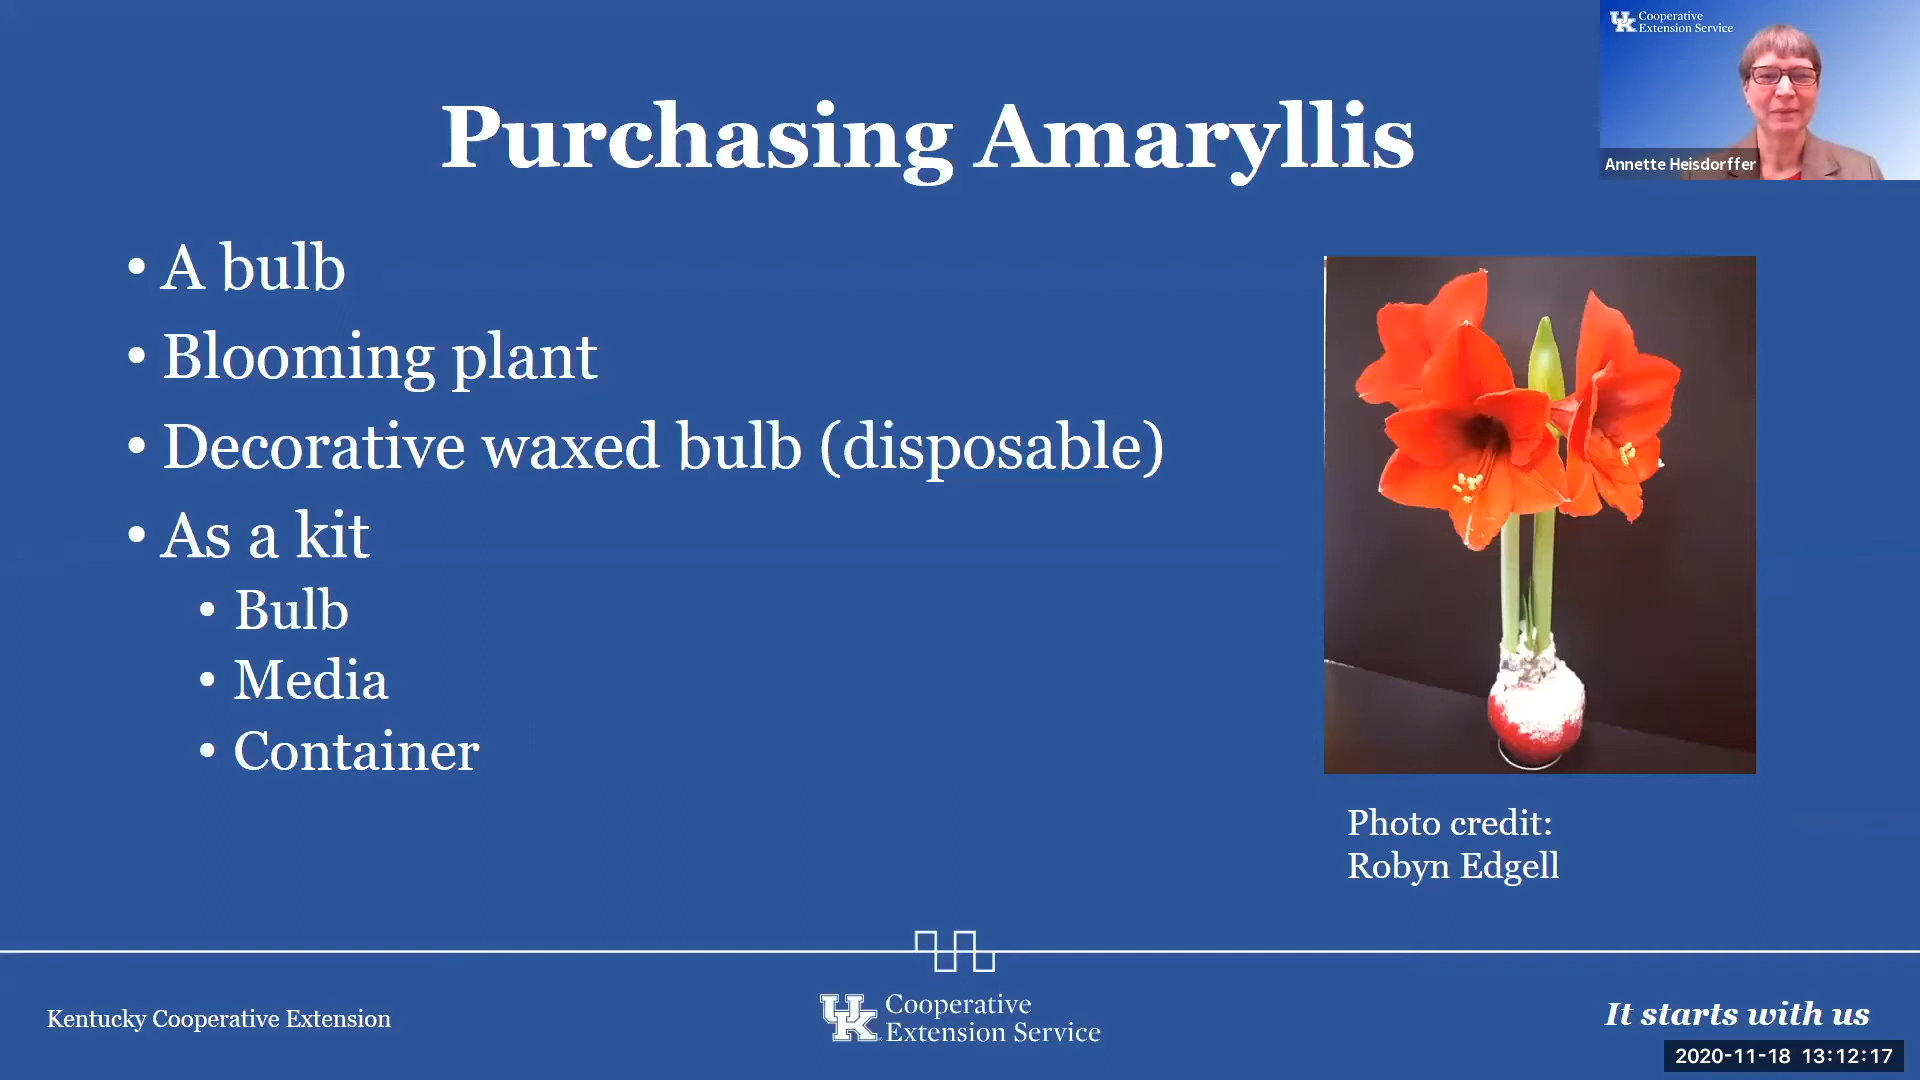 Cooperative
Extension Service
Annette Heisdorffer
Purchasing Amaryllis
• A bulb
• Blooming plant
• Decorative waxed bulb (disposable)
• As a kit
• Bulb
• Media
• Container
Photo credit:
Robyn Edgell
Kentucky Cooperative Extension
UK Cooperative
Extension Service
It starts with us
2020-11-18 13:12:17